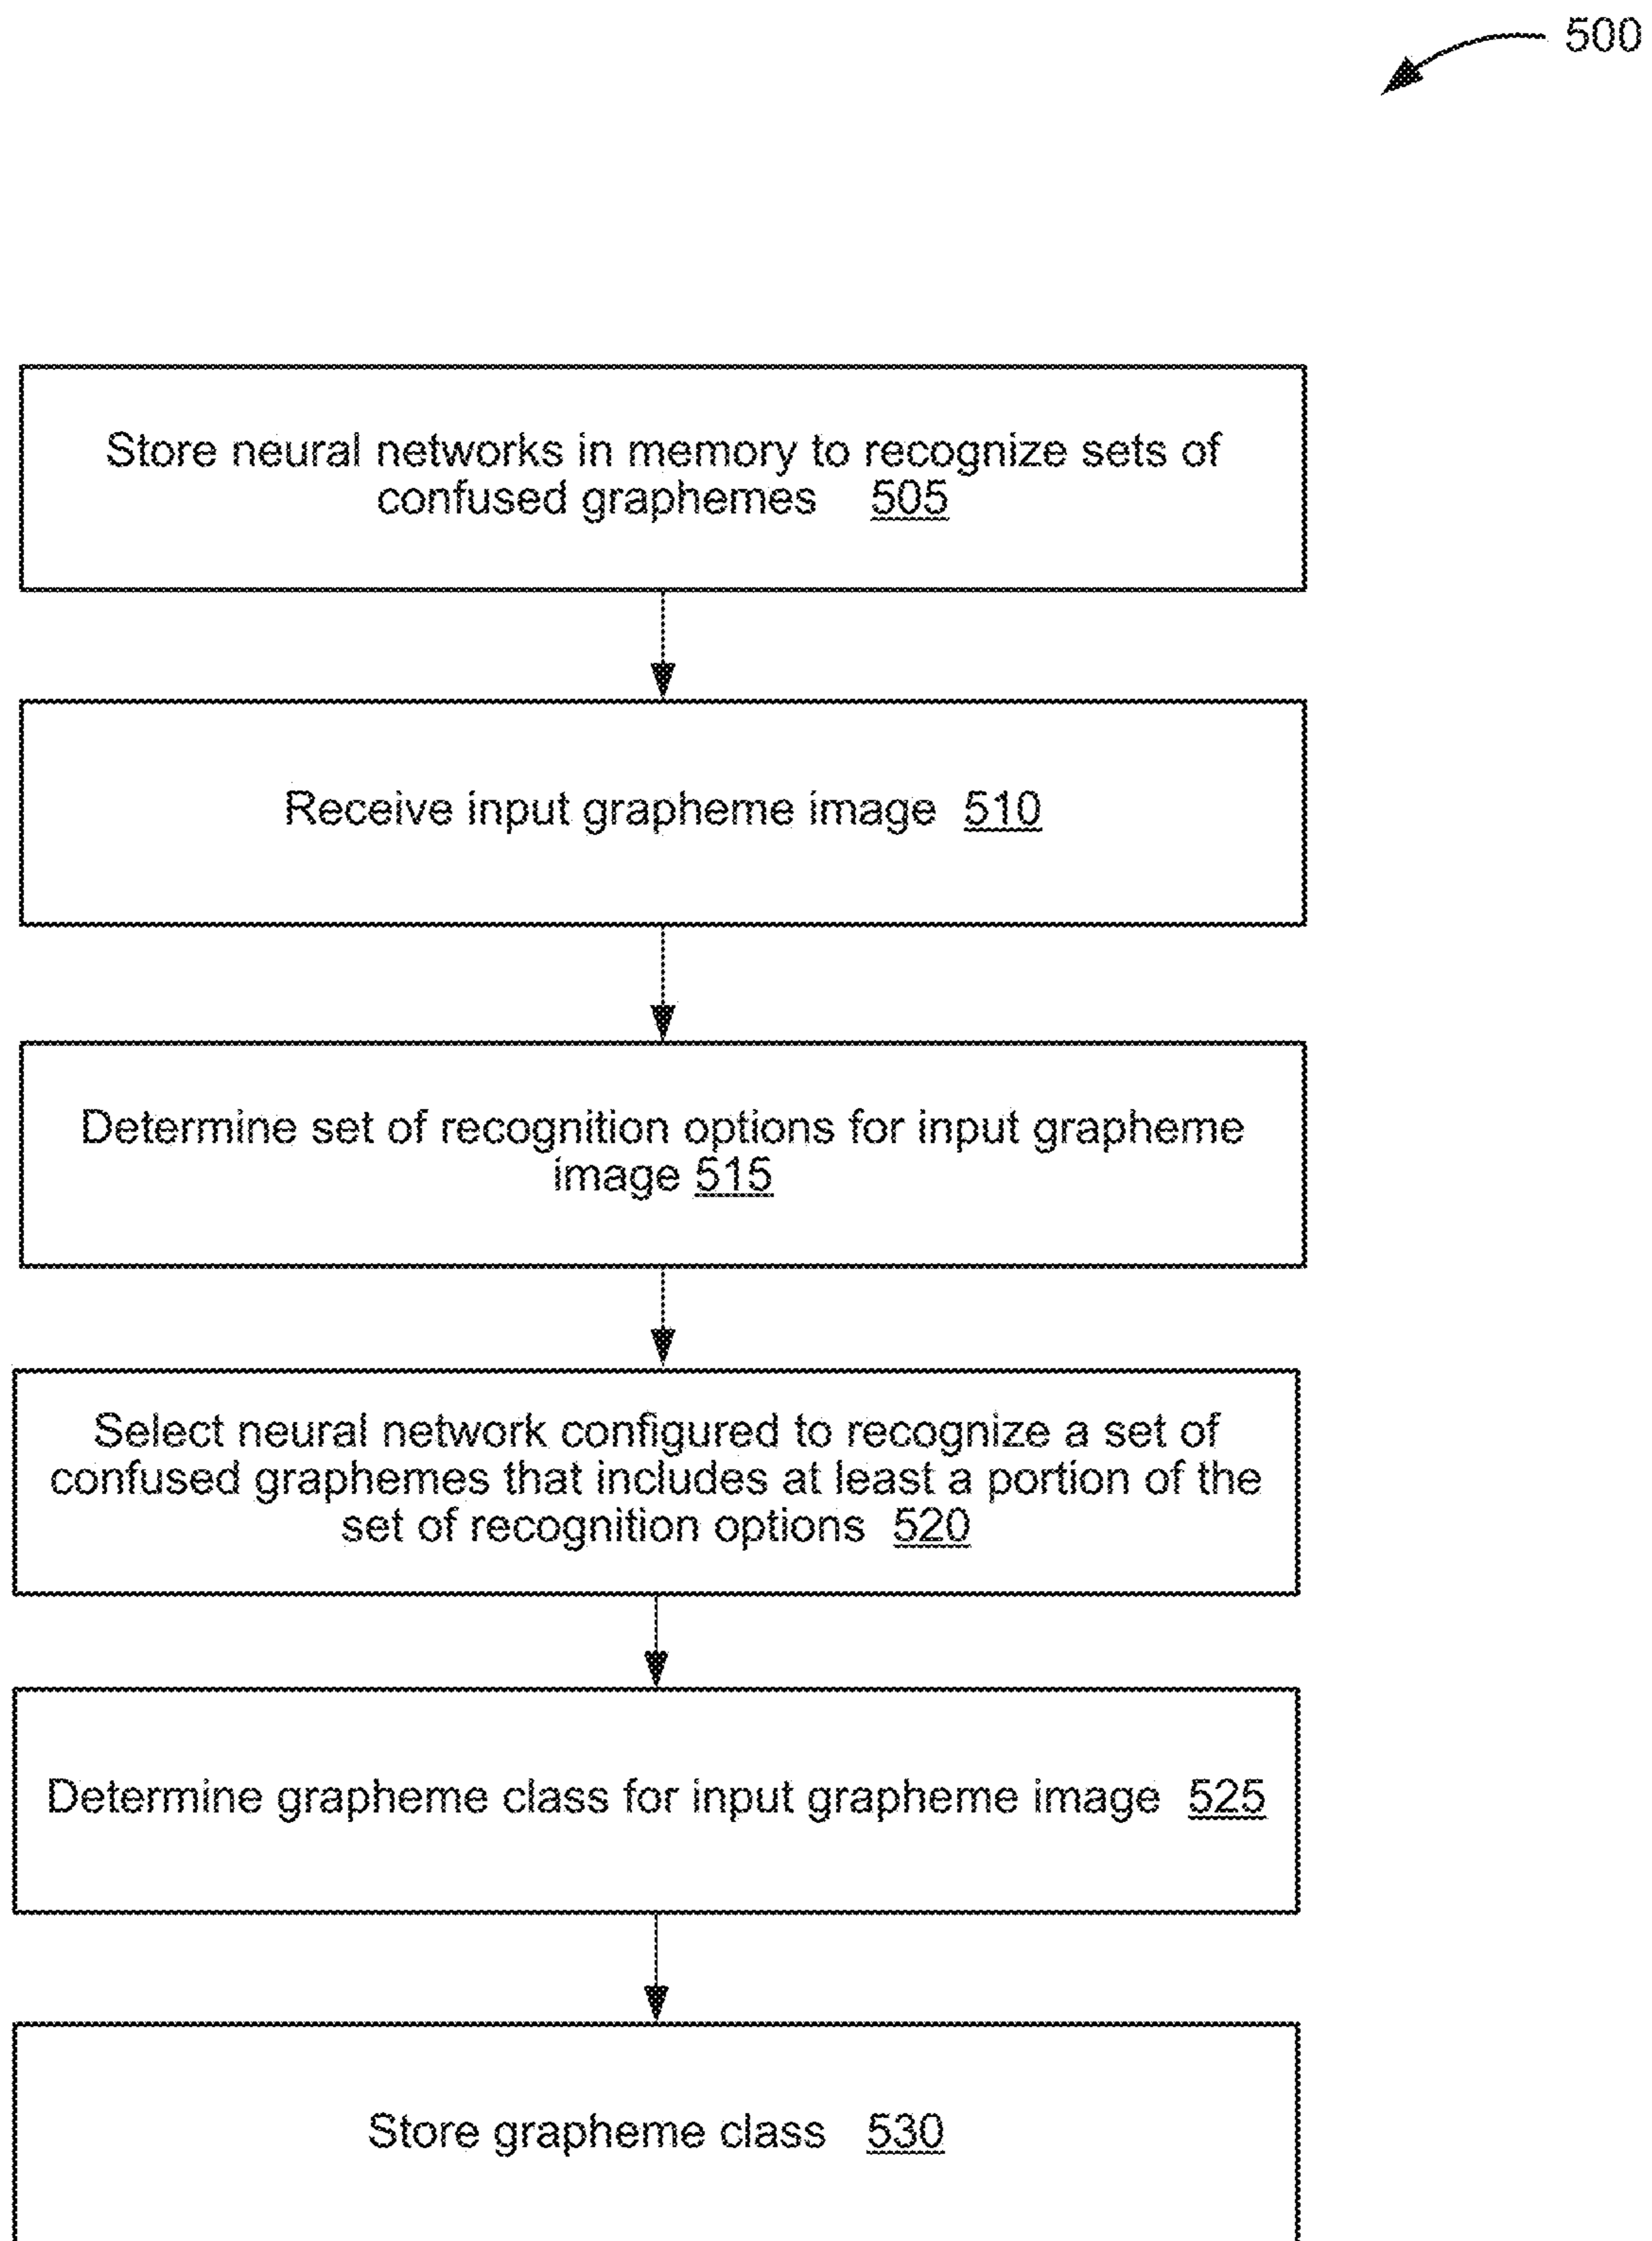 500
Store neural networks in memory to recognize sets of
confused graphemes 505
Receive input grapheme image 510
Determine set of recognition options for input grapheme
image 515
Select neural network configured to recognize a set of
confused graphemes that includes at least a portion of the
set of recognition options 520
Determine grapheme class for input grapheme image 525
Store grapheme class 530